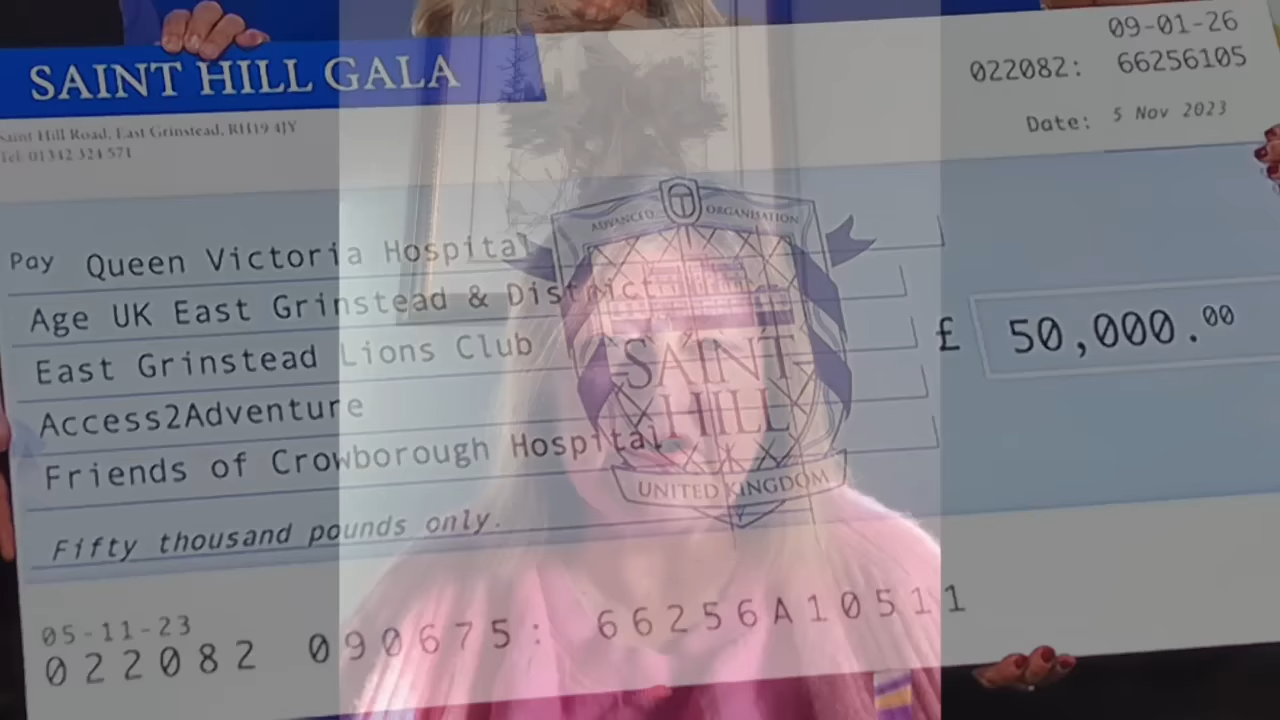 SAINT HILL GALA
Saint Hill Road, East Grinstead, RH19 4JY
Tel: 01342 324 571
09-01-26
022082: 66256105
Date: 5 Nov 2023
ADVANCED ORGANISATION
Pay Queen Victoria Hospital
Age UK East Grinstead & District
East Grinstead Lions Club
Access2Adventure
Friends of Crowborough Hospital
£ 50,000.00
SAINT
HILL
UNITED KINGDOM
Fifty thousand pounds only.
05-11-23
022082 090675: 66256A10511